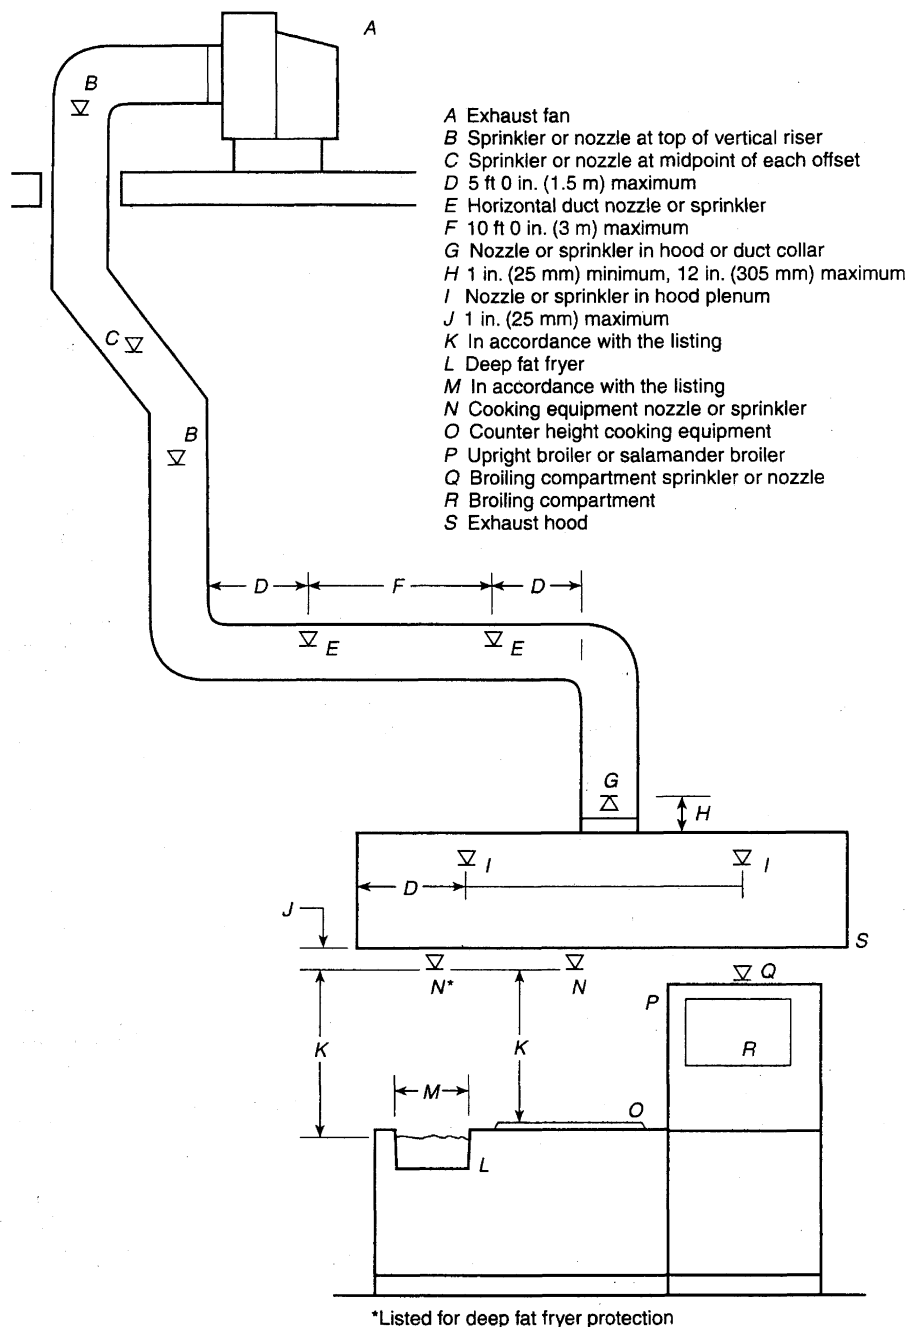 A
B
A Exhaust fan
B Sprinkler or nozzle at top of vertical riser
C Sprinkler or nozzle at midpoint of each offset
D 5 ft 0 in. (1.5 m) maximum
E Horizontal duct nozzle or sprinkler
F 10 ft 0 in. (3 m) maximum
G Nozzle or sprinkler in hood or duct collar
H 1 in. (25 mm) minimum, 12 in. (305 mm) maximum
I Nozzle or sprinkler in hood plenum
J 1 in. (25 mm) maximum
K In accordance with the listing
L Deep fat fryer
M In accordance with the listing
N Cooking equipment nozzle or sprinkler
O Counter height cooking equipment
P Upright broiler or salamander broiler
Q Broiling compartment sprinkler or nozzle
R Broiling compartment
S Exhaust hood
C
B
D F D
E E
G
H
I I
D
J
S
N* N Q
P
K K R
M
O
L
*Listed for deep fat fryer protection